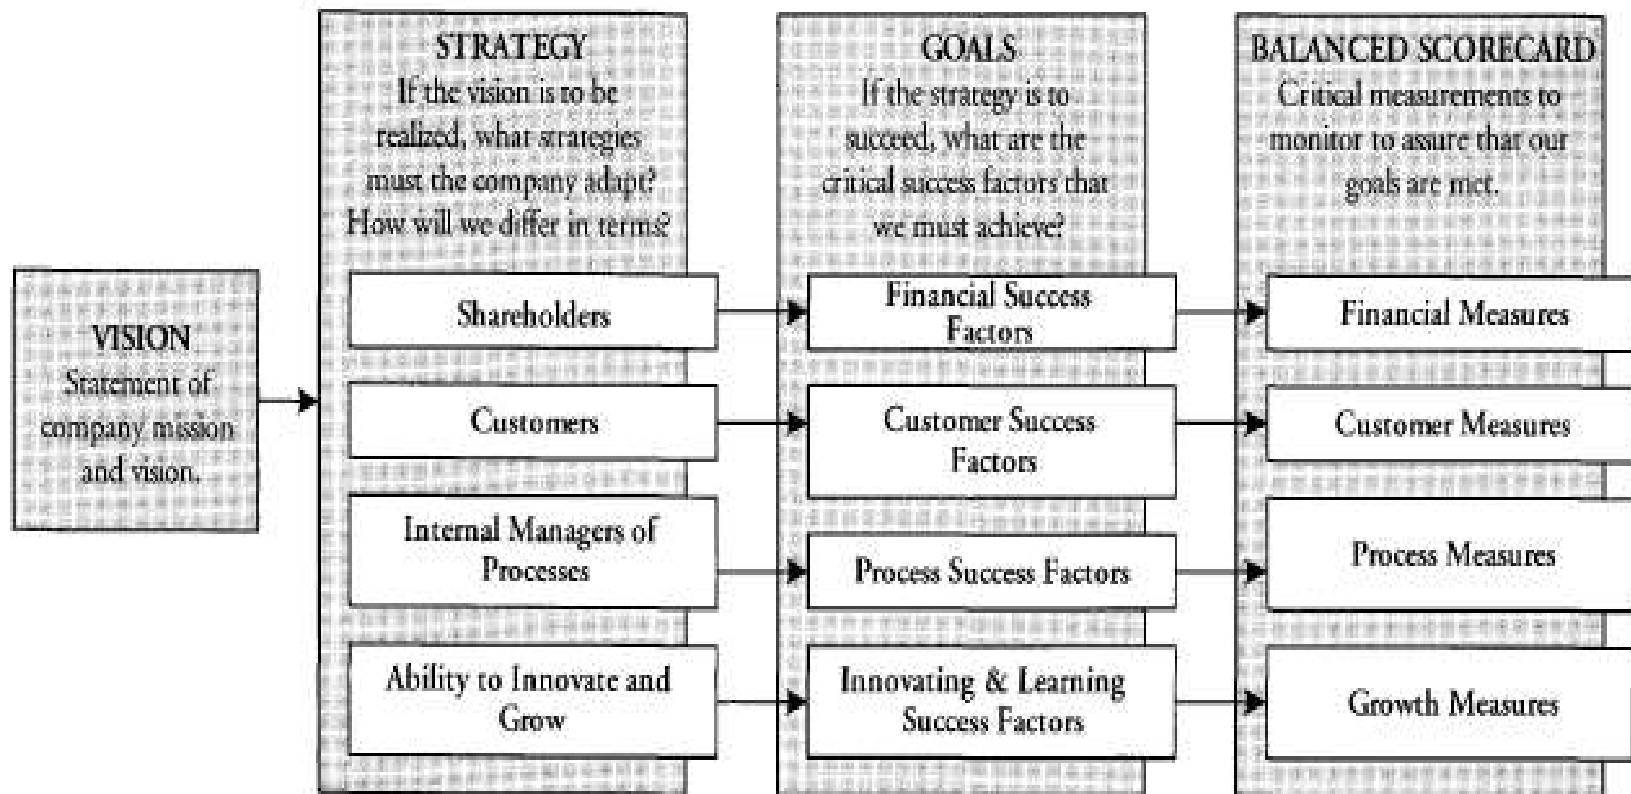 VISION
Statement of
company mission
and vision.
STRATEGY
If the vision is to be
realized, what strategies
must the company adapt?
How will we differ in terms?
Shareholders
Customers
Internal Managers of
Processes
Ability to Innovate and
Grow
GOALS
If the strategy is to
succeed, what are the
critical success factors that
we must achieve?
Financial Success
Factors
Customer Success
Factors
Process Success Factors
Innovating & Learning
Success Factors
BALANCED SCORECARD
Critical measurements to
monitor to assure that our
goals are met.
Financial Measures
Customer Measures
Process Measures
Growth Measures